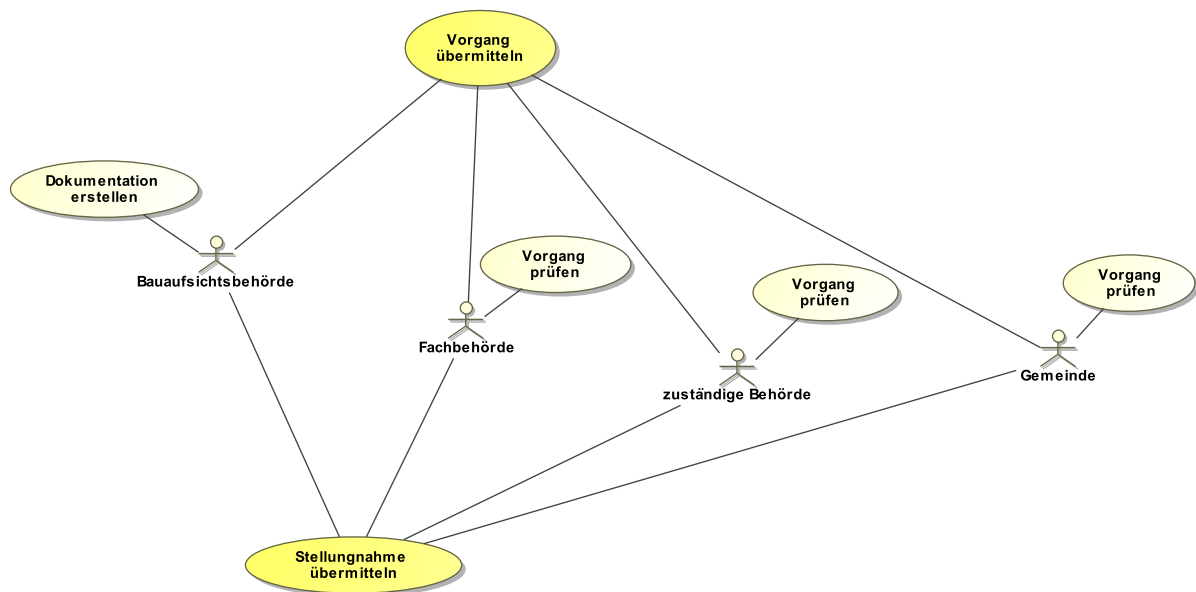 Vorgang
übermitteln
Dokumentation
erstellen
Bauaufsichtsbehörde
Vorgang
prüfen
Fachbehörde
Vorgang
prüfen
zuständige Behörde
Vorgang
prüfen
Gemeinde
Stellungnahme
übermitteln